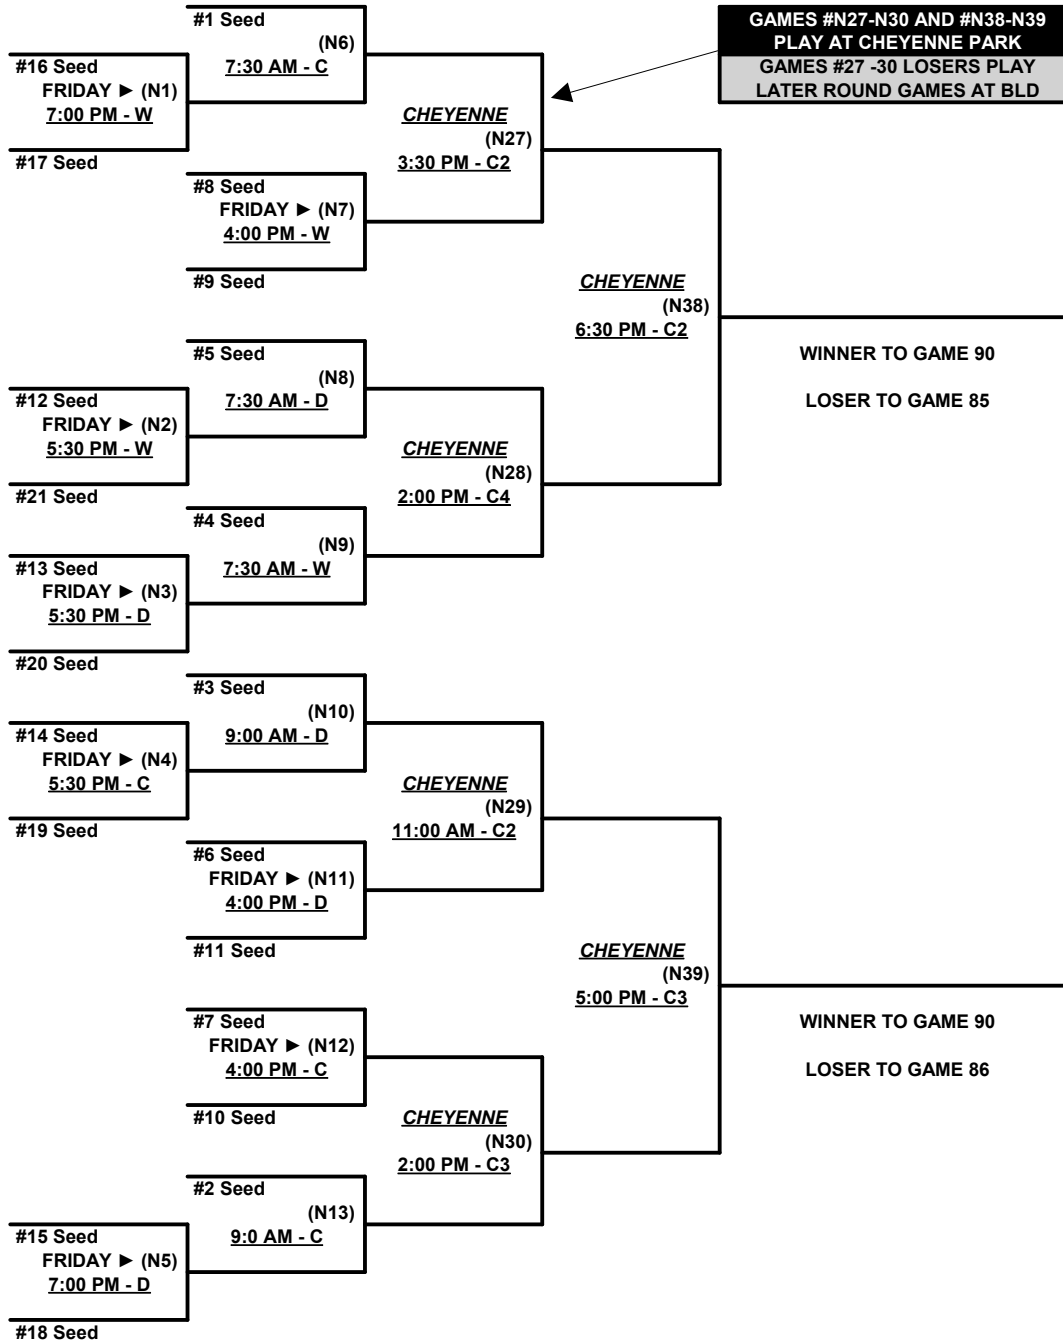 #1 Seed
(N6)
7:30 AM - C
GAMES #N27-N30 AND #N38-N39
PLAY AT CHEYENNE PARK
GAMES #27 -30 LOSERS PLAY
LATER ROUND GAMES AT BLD
#16 Seed
FRIDAY ► (N1)
7:00 PM - W
#17 Seed
CHEYENNE
(N27)
3:30 PM - C2
#8 Seed
FRIDAY ► (N7)
4:00 PM - W
#9 Seed
CHEYENNE
(N38)
6:30 PM - C2
WINNER TO GAME 90
LOSER TO GAME 85
#5 Seed
(N8)
7:30 AM - D
#12 Seed
FRIDAY ► (N2)
5:30 PM - W
#21 Seed
CHEYENNE
(N28)
2:00 PM - C4
#4 Seed
(N9)
7:30 AM - W
#13 Seed
FRIDAY ► (N3)
5:30 PM - D
#20 Seed
#3 Seed
(N10)
9:00 AM - D
#14 Seed
FRIDAY ► (N4)
5:30 PM - C
#19 Seed
CHEYENNE
(N29)
11:00 AM - C2
#6 Seed
FRIDAY ► (N11)
4:00 PM - D
#11 Seed
CHEYENNE
(N39)
5:00 PM - C3
WINNER TO GAME 90
LOSER TO GAME 86
#7 Seed
FRIDAY ► (N12)
4:00 PM - C
#10 Seed
CHEYENNE
(N30)
2:00 PM - C3
#2 Seed
(N13)
9:0 AM - C
#15 Seed
FRIDAY ► (N5)
7:00 PM - D
#18 Seed